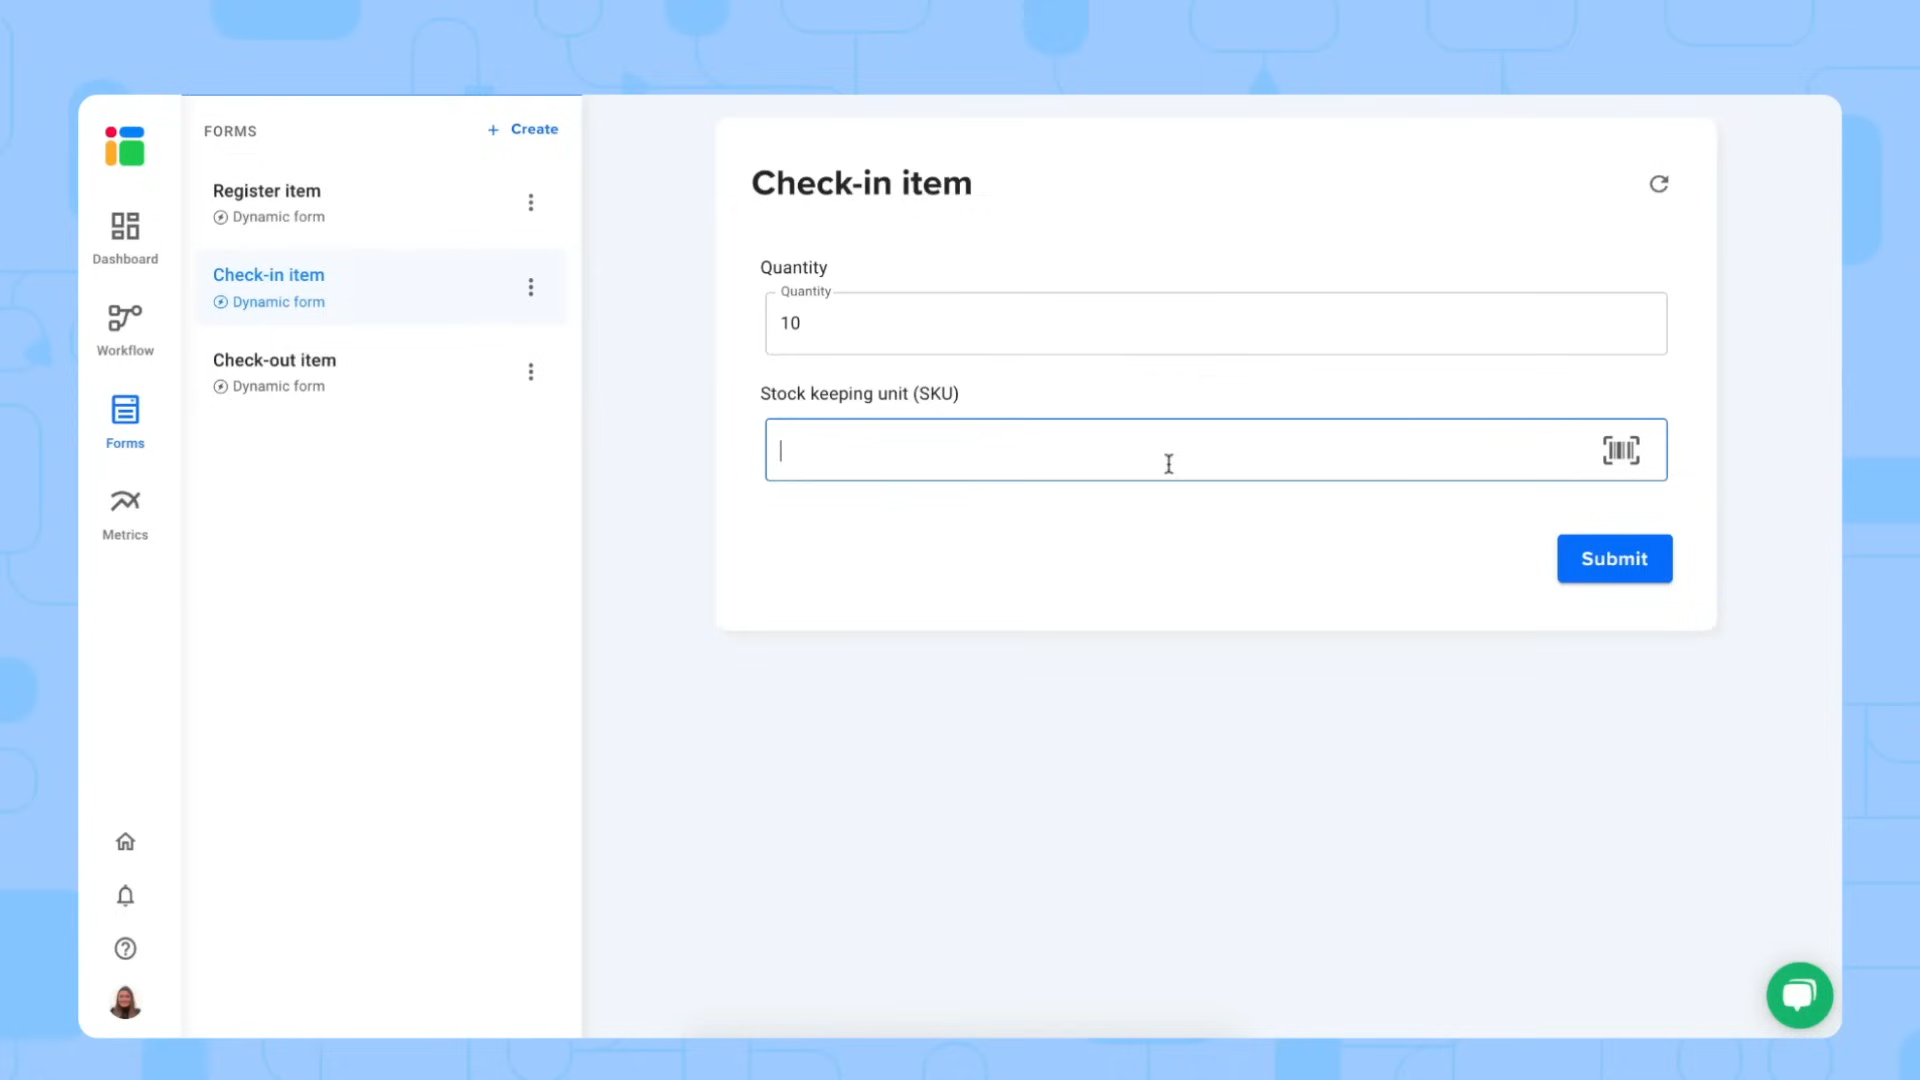 Dashboard
Workflow
Forms
Metrics
FORMS
+ Create
Register item
Dynamic form
Check-in item
Dynamic form
Check-out item
Dynamic form
Check-in item
Quantity
Quantity
10
Stock keeping unit (SKU)
Submit